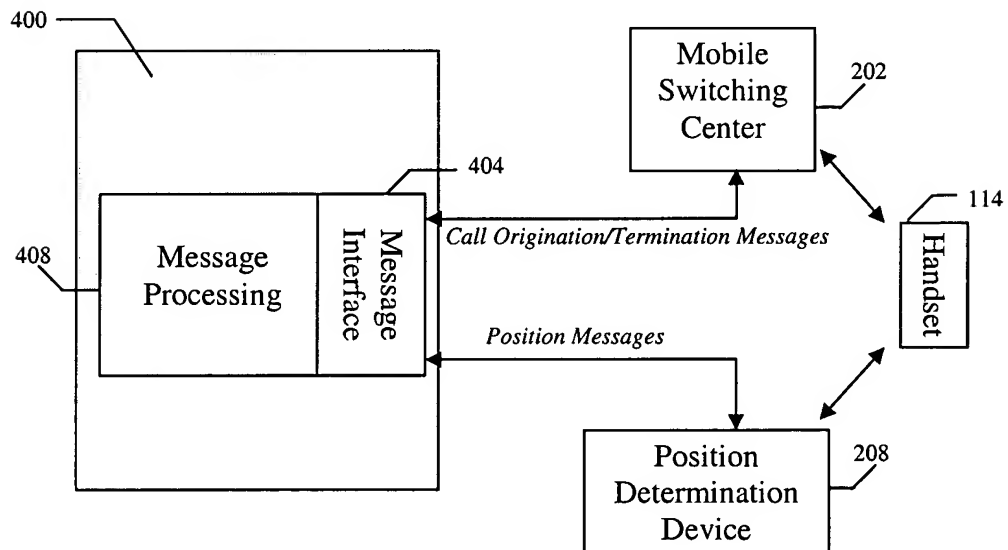 400
Mobile
Switching
Center
202
404
114
Call Origination/Termination Messages
408
Message
Processing
Message
Interface
Handset
Position Messages
Position
Determination
Device
208